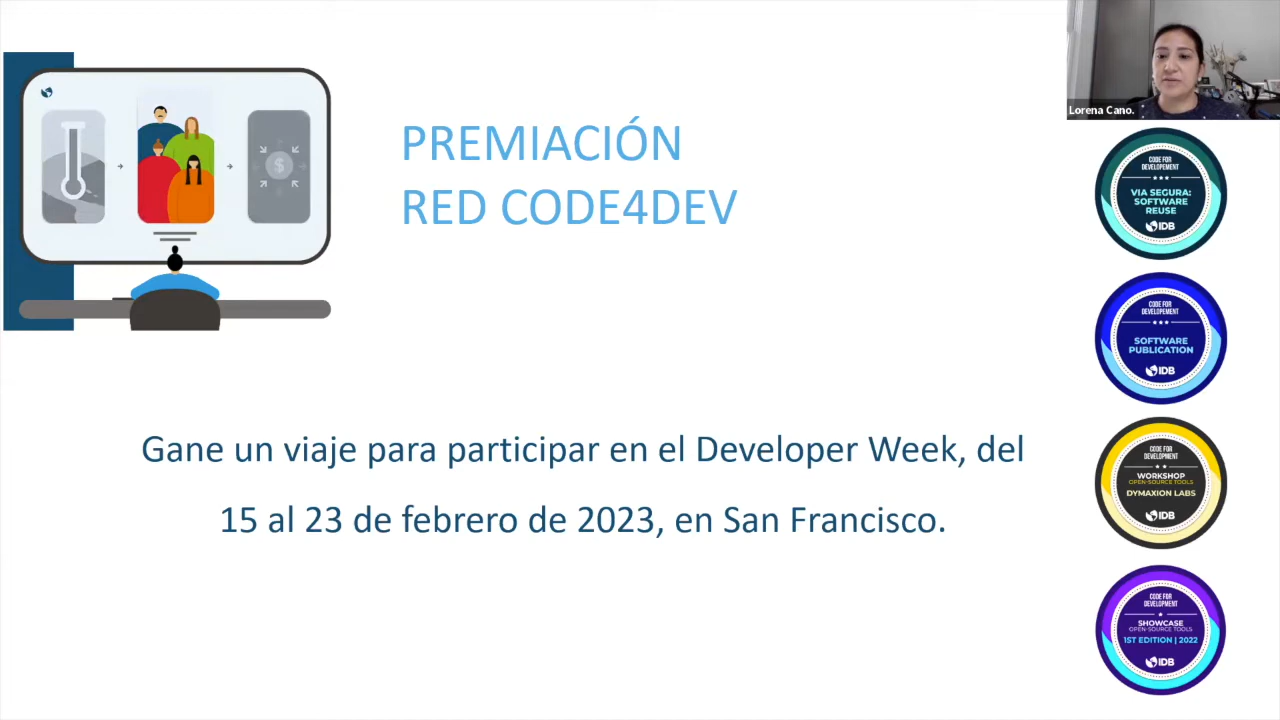 PREMIACIÓN
RED CODE4DEV
Gane un viaje para participar en el Developer Week, del
15 al 23 de febrero de 2023, en San Francisco.
Lorena Cano.
CODE FOR
DEVELOPEMENT
VIA SEGURA:
SOFTWARE
REUSE
IDB
CODE FOR
DEVELOPEMENT
SOFTWARE
PUBLICATION
IDB
CODE FOR
DEVELOPMENT
WORKSHOP
OPEN-SOURCE TOOLS
DYMAXION LABS
IDB
CODE FOR
DEVELOPMENT
SHOWCASE
OPEN-SOURCE TOOLS
1ST EDITION | 2022
IDB